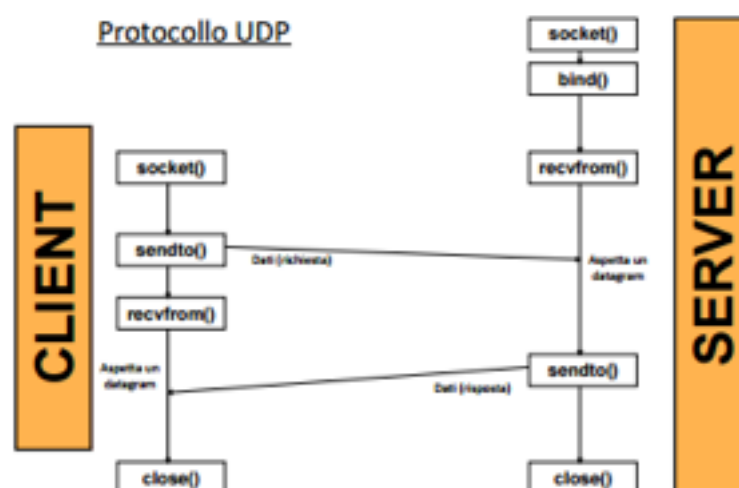 Protocollo UDP
socket()
bind()
recvfrom()
CLIENT
SERVER
socket()
sendto()
Dati (richiesta)
Aspetta un
datagram
recvfrom()
Aspetta un
datagram
Dati (risposta)
sendto()
close()
close()